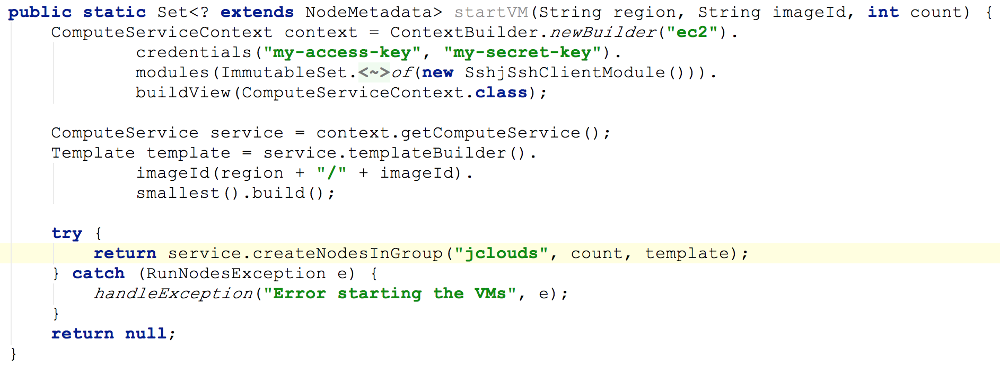 public static Set<? extends NodeMetadata> startVM(String region, String imageId, int count) {
    ComputeServiceContext context = ContextBuilder.newBuilder("ec2").
            credentials("my-access-key", "my-secret-key").
            modules(ImmutableSet.<~>of(new SshjSshClientModule())).
            buildView(ComputeServiceContext.class);

    ComputeService service = context.getComputeService();
    Template template = service.templateBuilder().
            imageId(region + "/" + imageId).
            smallest().build();

    try {
        return service.createNodesInGroup("jclouds", count, template);
    } catch (RunNodesException e) {
        handleException("Error starting the VMs", e);
    }
    return null;
}